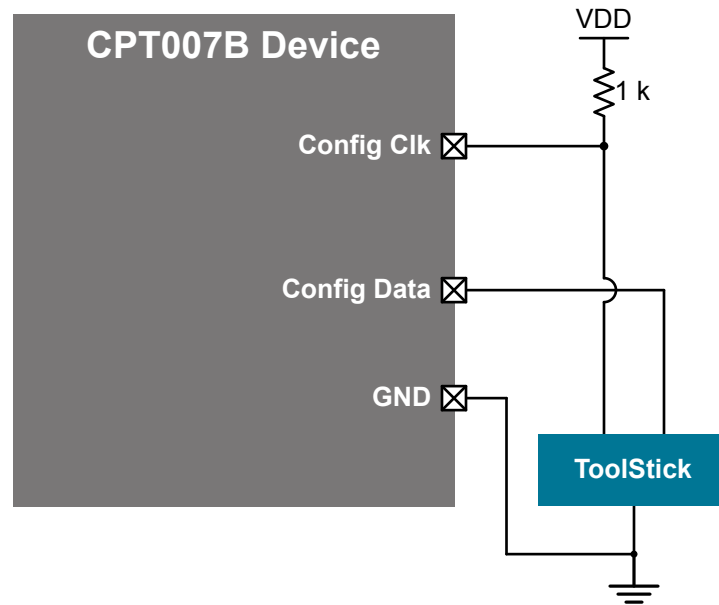 VDD
CPT007B Device
1 k
Config Clk
Config Data
GND
ToolStick